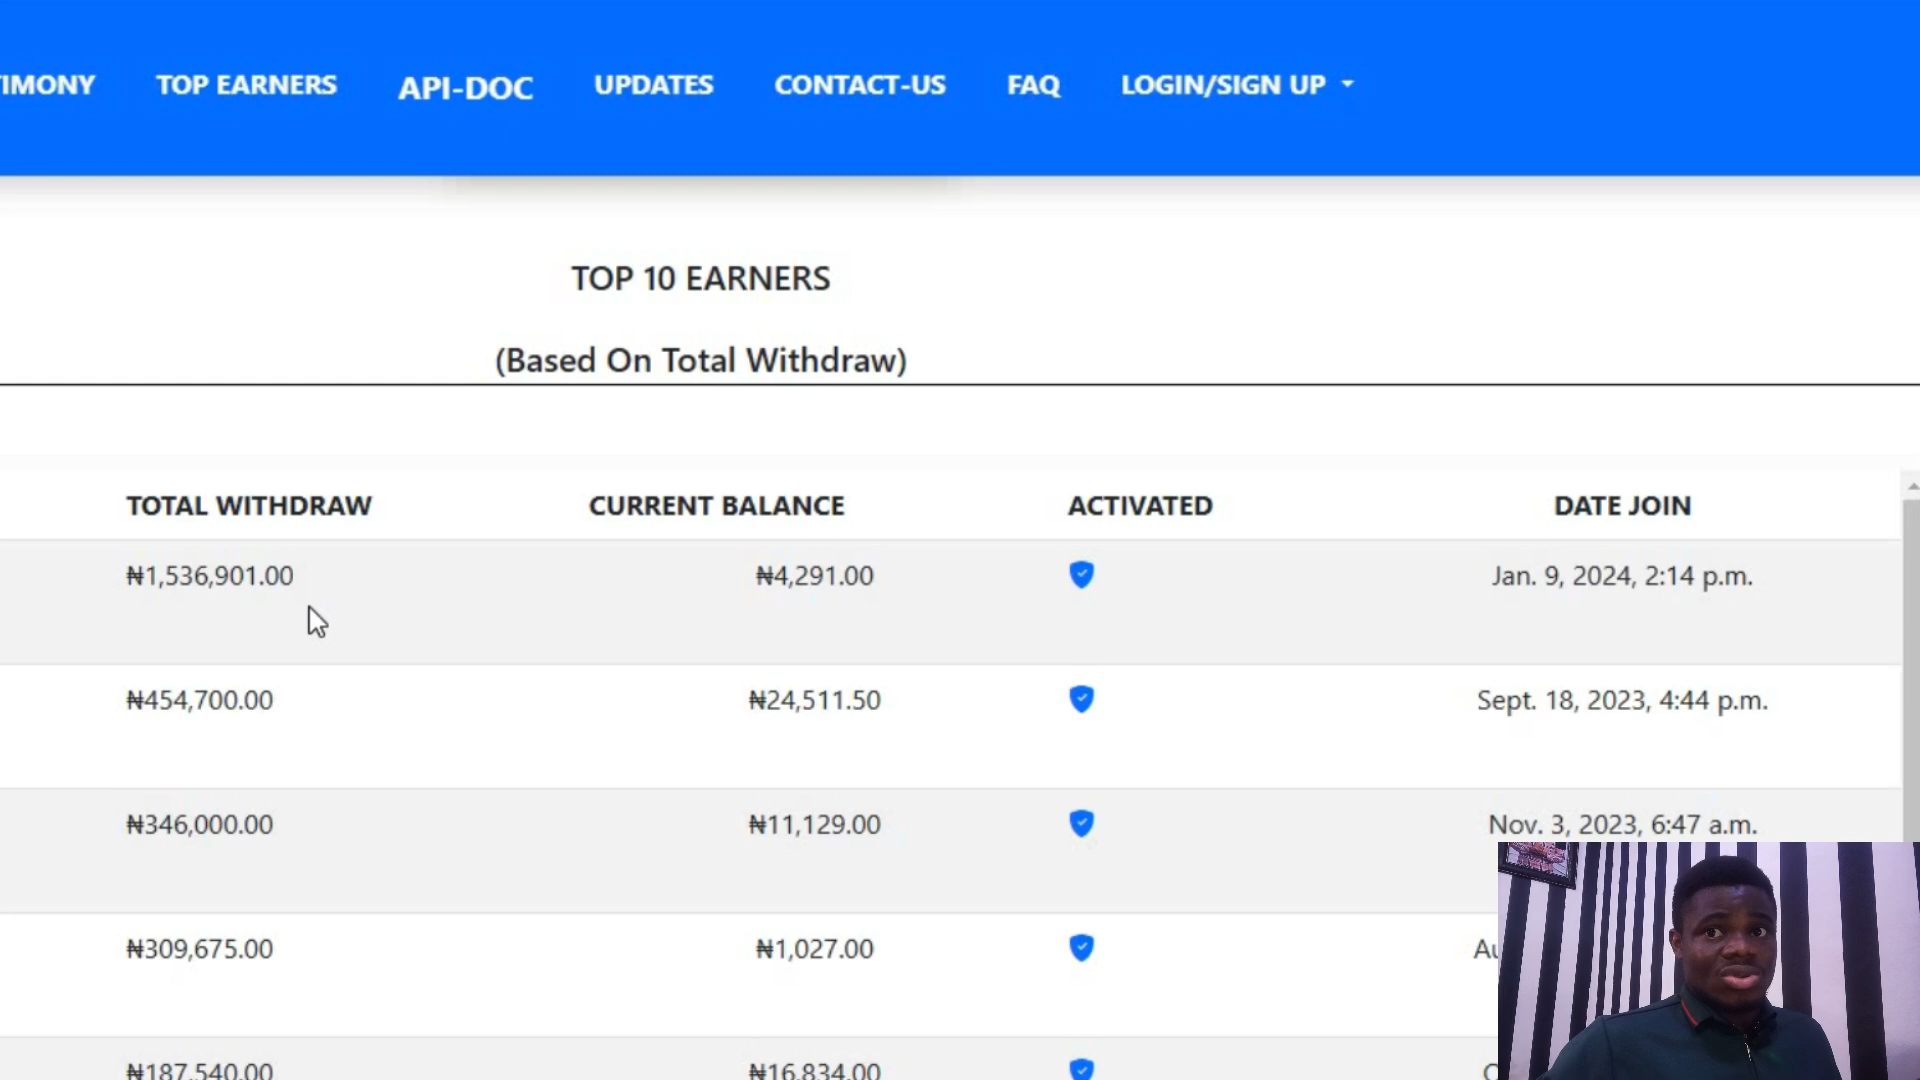 TOP EARNERS API-DOC UPDATES CONTACT-US FAQ LOGIN/SIGN UP
TOP 10 EARNERS
(Based On Total Withdraw)
TOTAL WITHDRAW CURRENT BALANCE ACTIVATED DATE JOIN
₦1,536,901.00 ₦4,291.00 Jan. 9, 2024, 2:14 p.m.
₦454,700.00 ₦24,511.50 Sept. 18, 2023, 4:44 p.m.
₦346,000.00 ₦11,129.00 Nov. 3, 2023, 6:47 a.m.
₦309,675.00 ₦1,027.00
₦187,540.00 ₦16,834.00